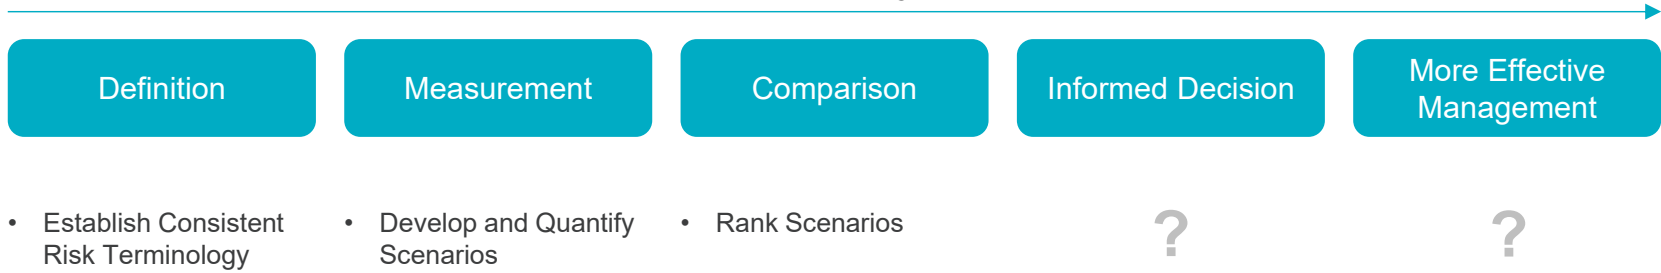 Definition
Measurement
Comparison
Informed Decision
More Effective
Management
• Establish Consistent
Risk Terminology
• Develop and Quantify
Scenarios
• Rank Scenarios
?
?